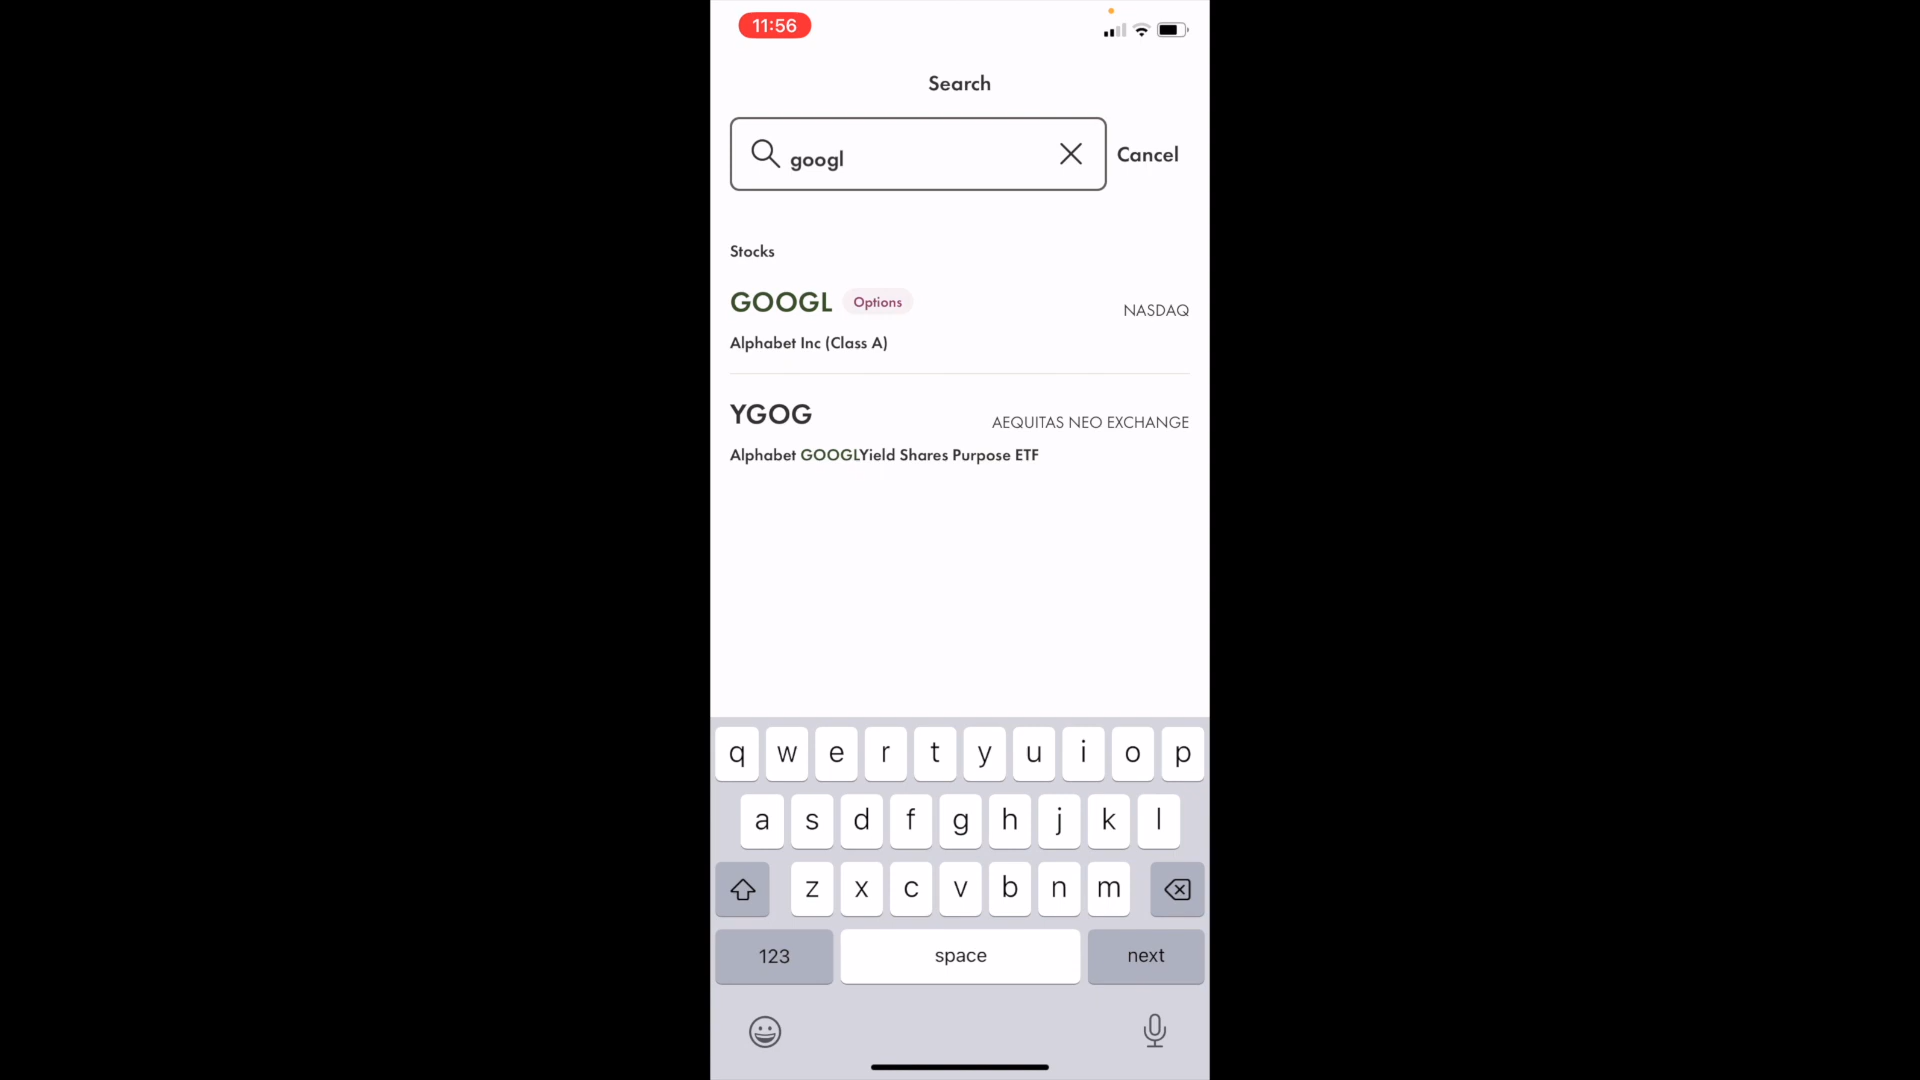 11:56
Search
googl
Cancel
Stocks
GOOGL Options
NASDAQ
Alphabet Inc (Class A)
YGOG
AEQUITAS NEO EXCHANGE
Alphabet GOOGLYield Shares Purpose ETF
q w e r t y u i o p
a s d f g h j k l
z x c v b n m
123 space next